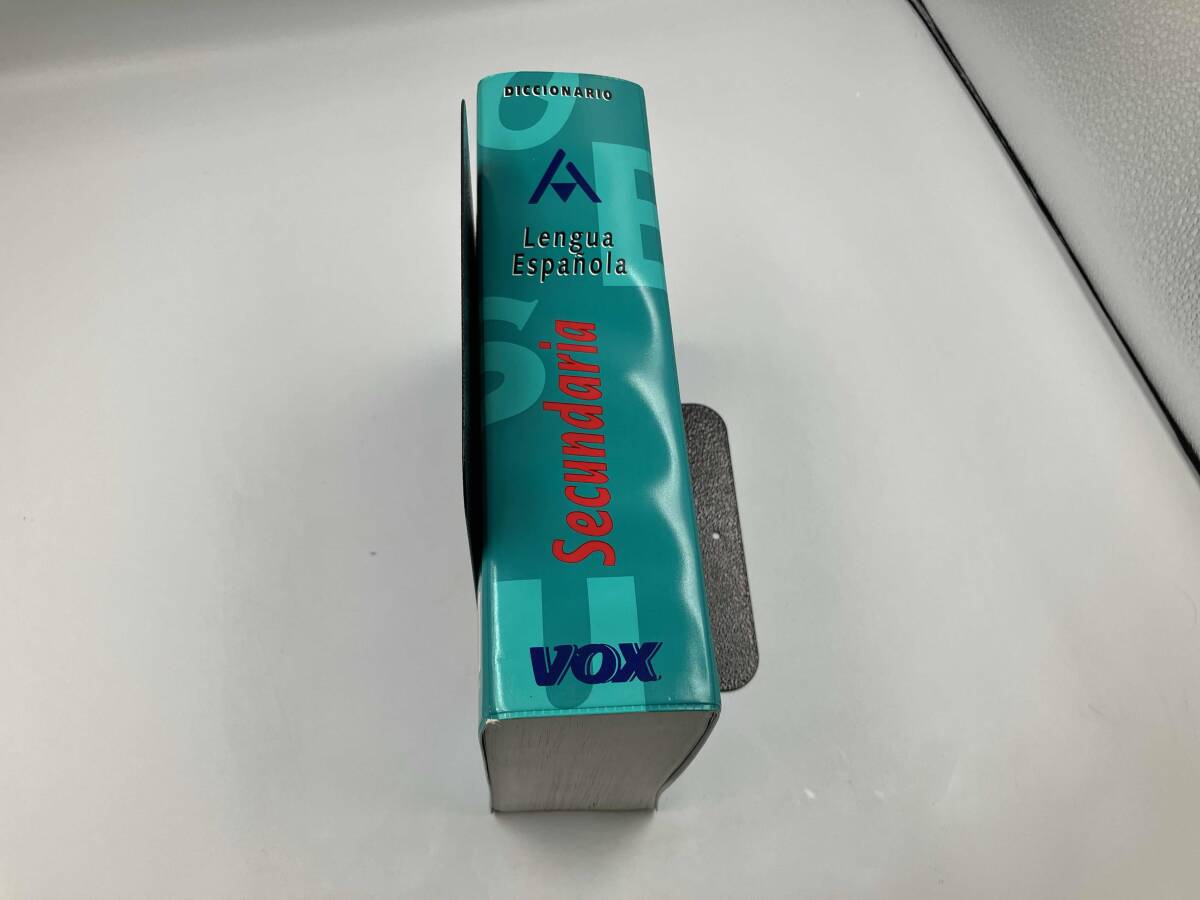 DICCIONARIO
Lengua
Española
Secundaria
VOX